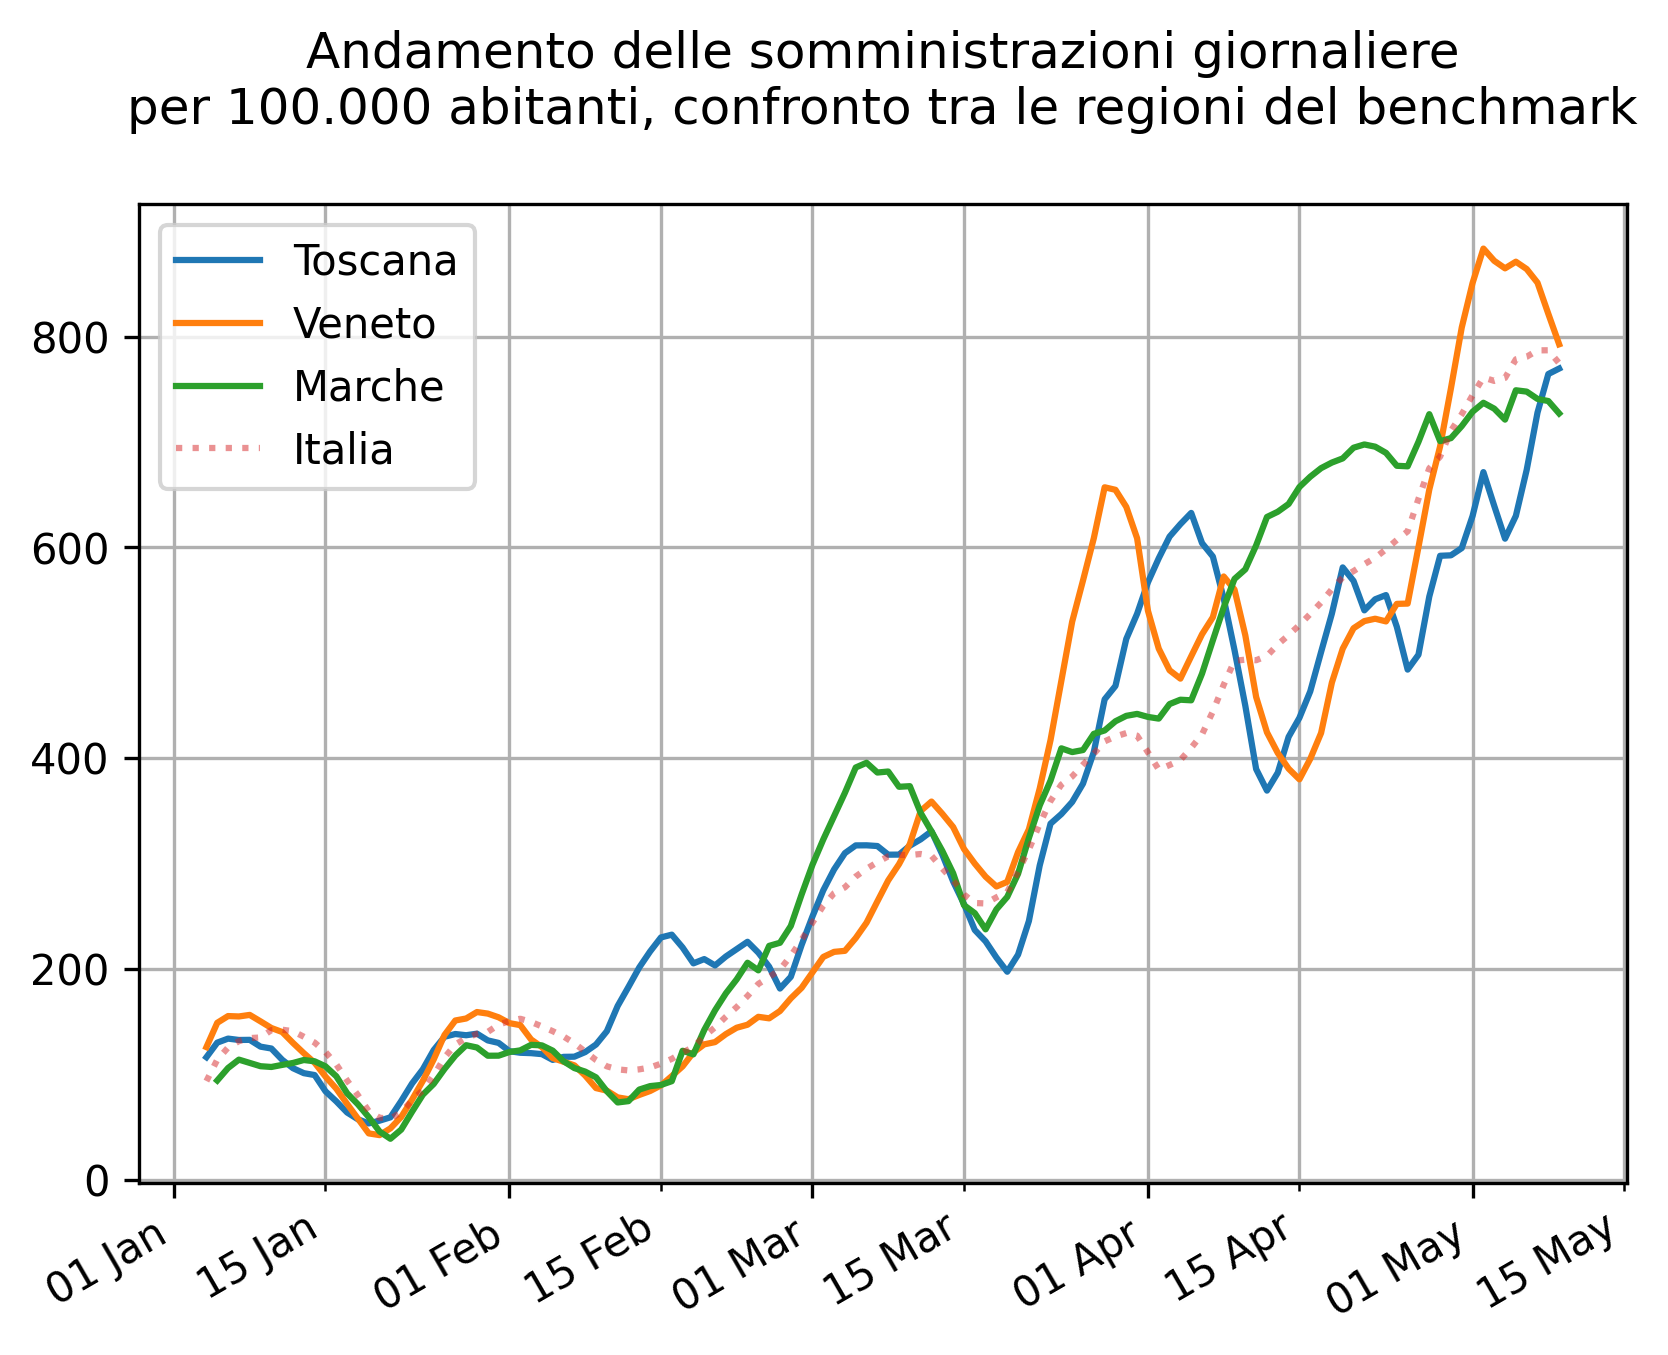 Andamento delle somministrazioni giornaliere
per 100.000 abitanti, confronto tra le regioni del benchmark
Toscana
Veneto
Marche
Italia
800
600
400
200
0
01 Jan
15 Jan
01 Feb
15 Feb
01 Mar
15 Mar
01 Apr
15 Apr
01 May
15 May